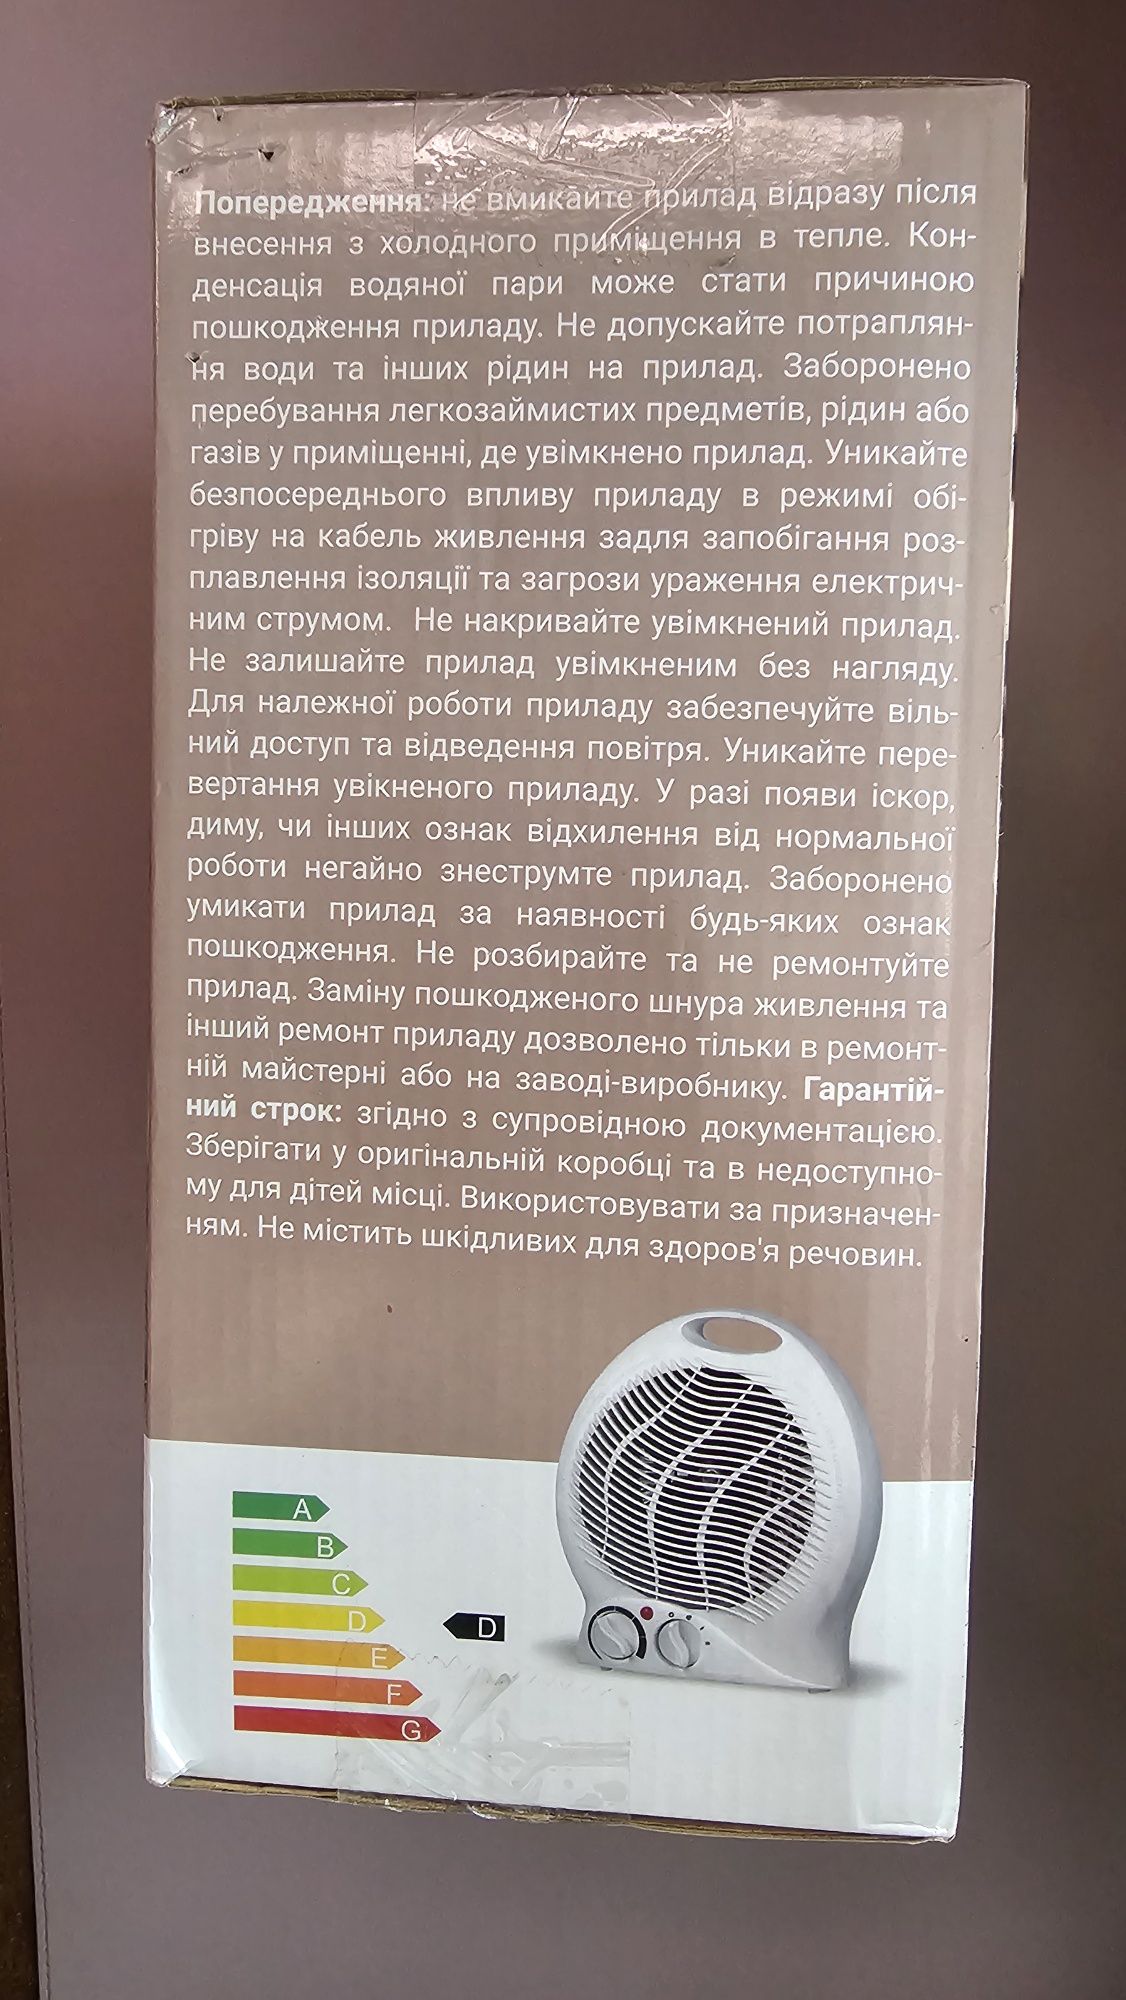 Попередження: не вмикайте прилад відразу після
внесення з холодного приміщення в тепле. Кон-
денсація водяної пари може стати причиною
пошкодження приладу. Не допускайте потраплян-
ня води та інших рідин на прилад. Заборонено
перебування легкозаймистих предметів, рідин або
газів у приміщенні, де увімкнено прилад. Уникайте
безпосереднього впливу приладу в режимі обі-
гріву на кабель живлення задля запобігання роз-
плавлення ізоляції та загрози ураження електрич-
ним струмом. Не накривайте увімкнений прилад.
Не залишайте прилад увімкненим без нагляду.
Для належної роботи приладу забезпечуйте віль-
ний доступ та відведення повітря. Уникайте пере-
вертання увікненого приладу. У разі появи іскор,
диму, чи інших ознак відхилення від нормальної
роботи негайно знеструмте прилад. Заборонено
умикати прилад за наявності будь-яких ознак
пошкодження. Не розбирайте та не ремонтуйте
прилад. Заміну пошкодженого шнура живлення та
інший ремонт приладу дозволено тільки в ремонт-
ній майстерні або на заводі-виробнику. Гарантій-
ний строк: згідно з супровідною документацією.
Зберігати у оригінальній коробці та в недоступно-
му для дітей місці. Використовувати за призначен-
ням. Не містить шкідливих для здоров'я речовин.
A
B
C
D
D
E
F
G